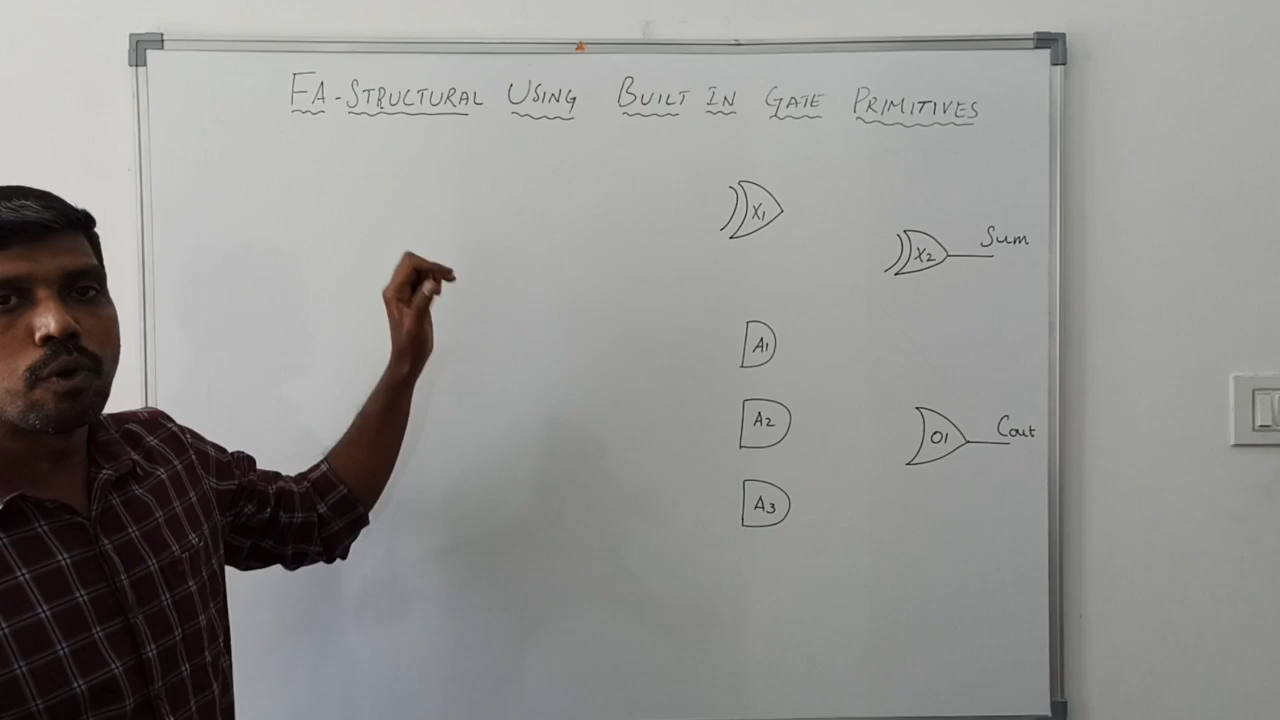 FA-STRUCTURAL USING BUILT IN GATE PRIMITIVES
X1
X2
Sum
A1
A2
O1
Cout
A3